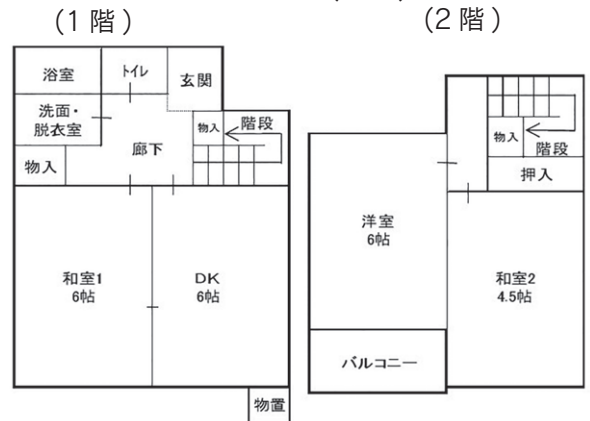 (1階)
浴室
トイレ
玄関
洗面・
脱衣室
物入
階段
廊下
物入
和室1
6帖
DK
6帖
物置
(2階)
物入
階段
押入
洋室
6帖
和室2
4.5帖
バルコニー